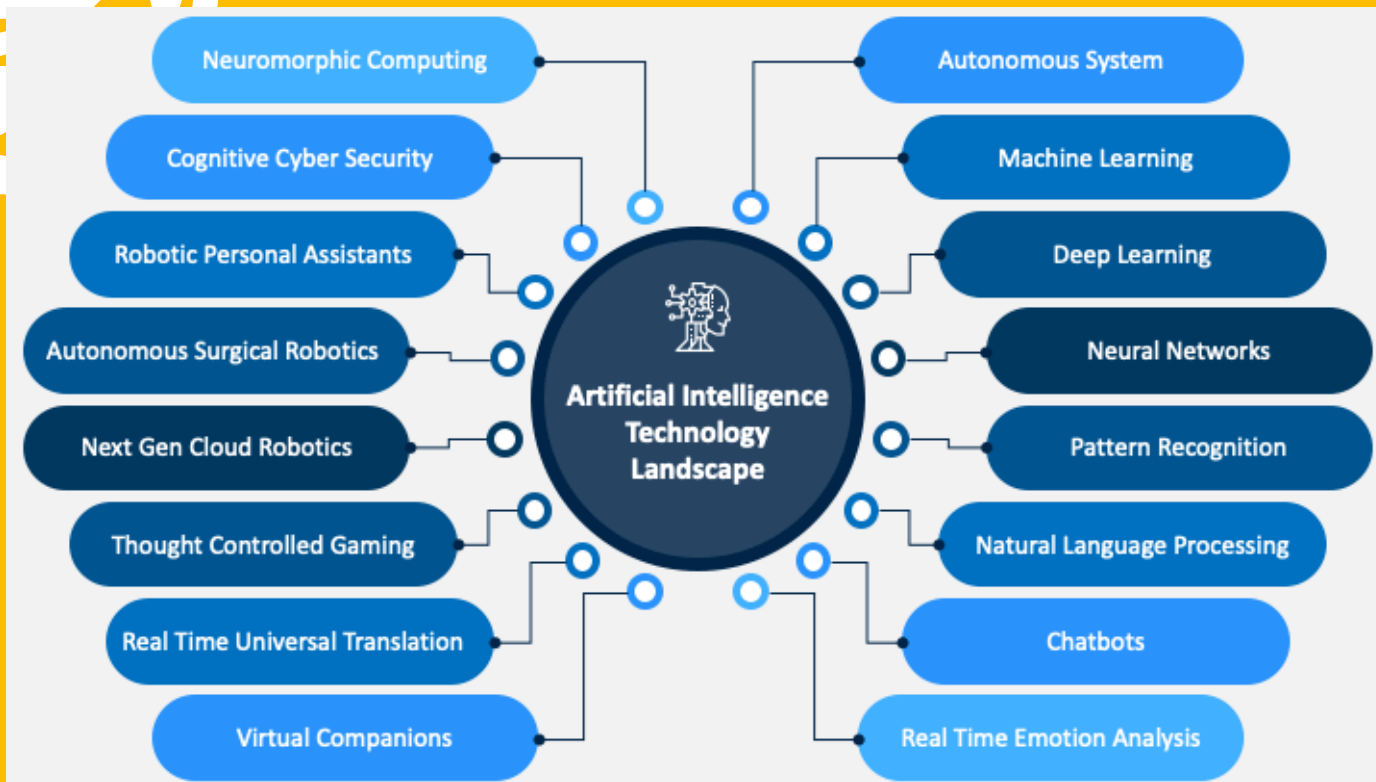 Neuromorphic Computing
Autonomous System
Cognitive Cyber Security
Machine Learning
Robotic Personal Assistants
Deep Learning
Autonomous Surgical Robotics
Neural Networks
Artificial Intelligence
Technology
Landscape
Next Gen Cloud Robotics
Pattern Recognition
Thought Controlled Gaming
Natural Language Processing
Real Time Universal Translation
Chatbots
Virtual Companions
Real Time Emotion Analysis